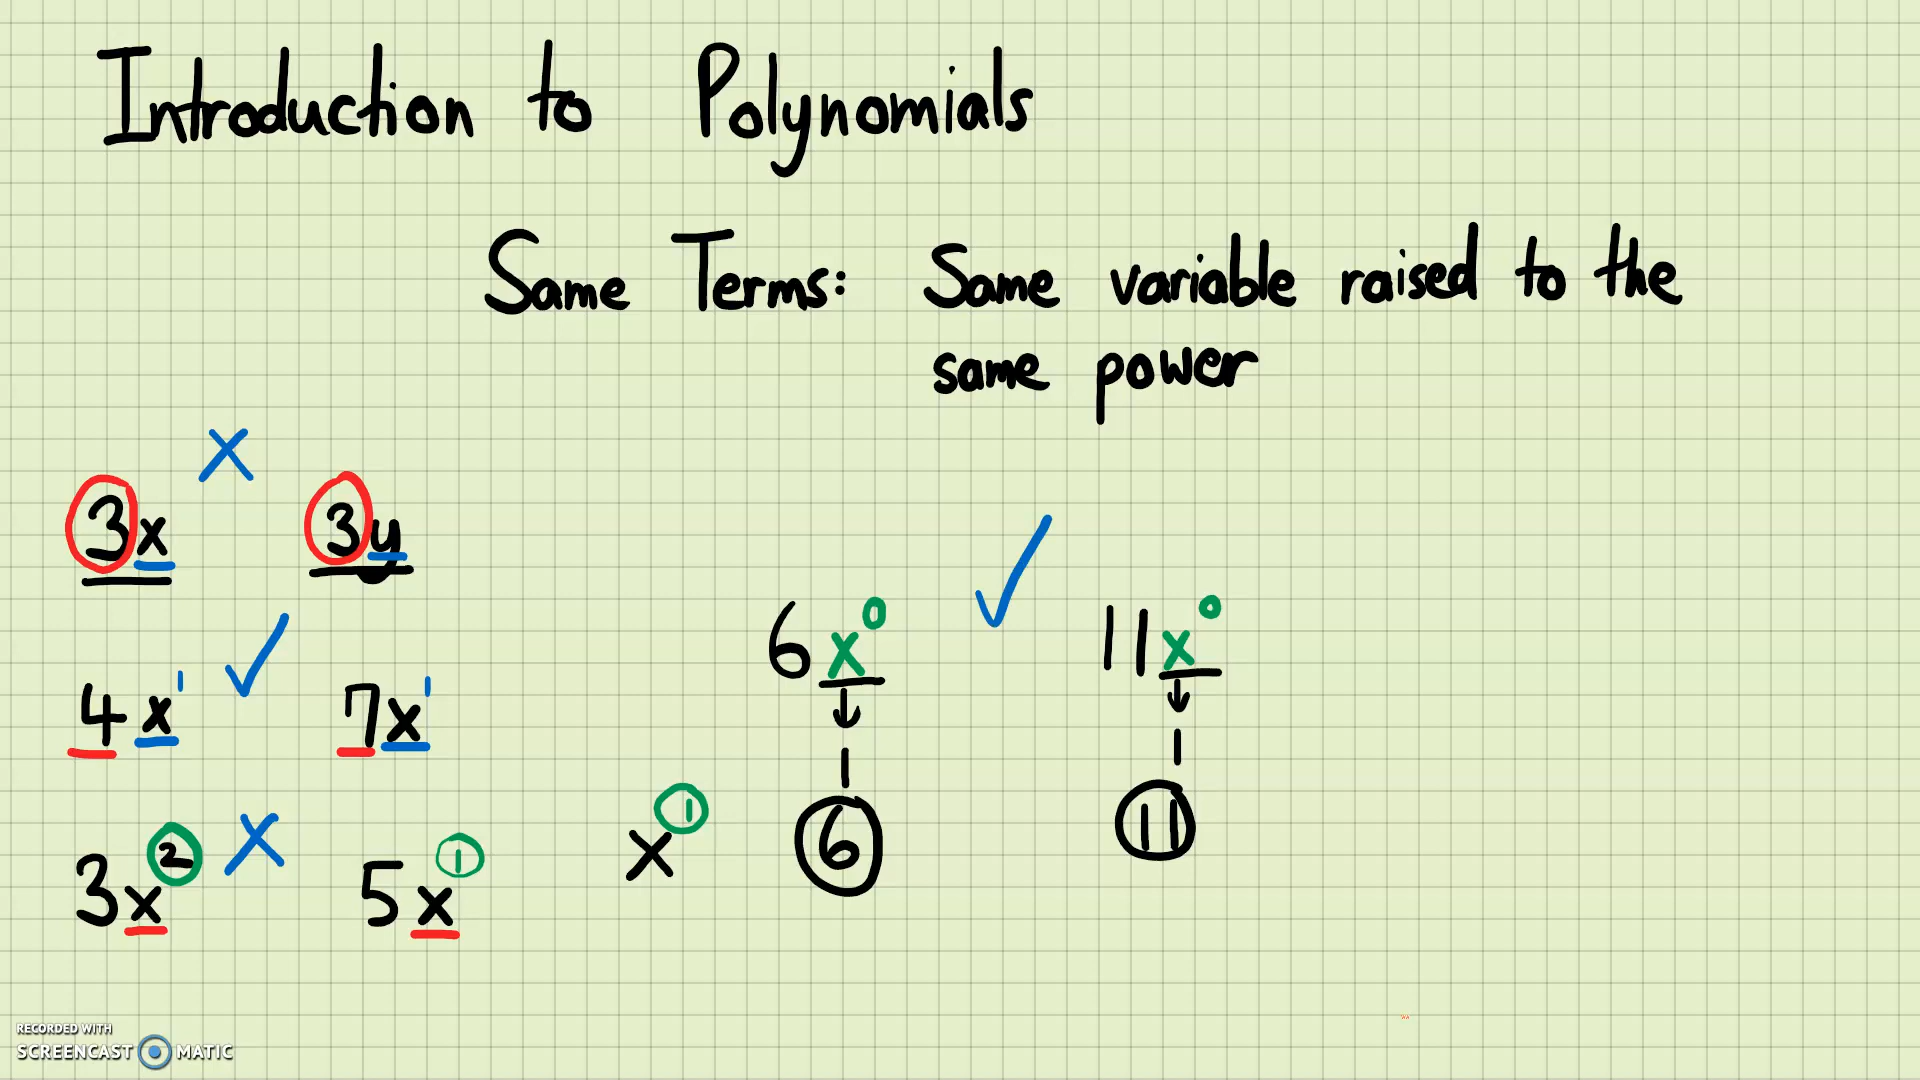 Introduction to Polynomials
Same Terms: Same variable raised to the
same power
X
3x 3y
✓
4x¹ 7x¹
X
3x² 5x¹
x¹
✓
6x⁰ 11x⁰
↓ ↓
1 1
6 11
RECORDED WITH
SCREENCAST MATIC